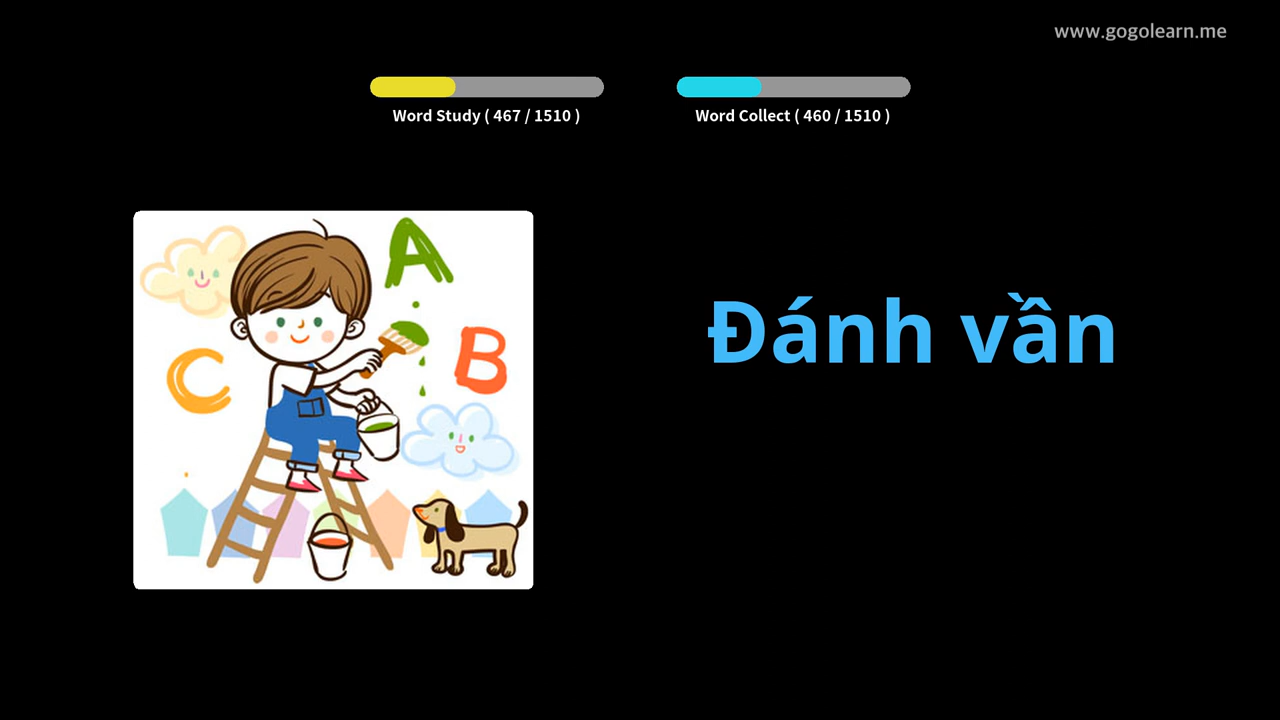 www.gogolearn.me
Word Study ( 467 / 1510 )
Word Collect ( 460 / 1510 )
A
B
C
Đánh vần